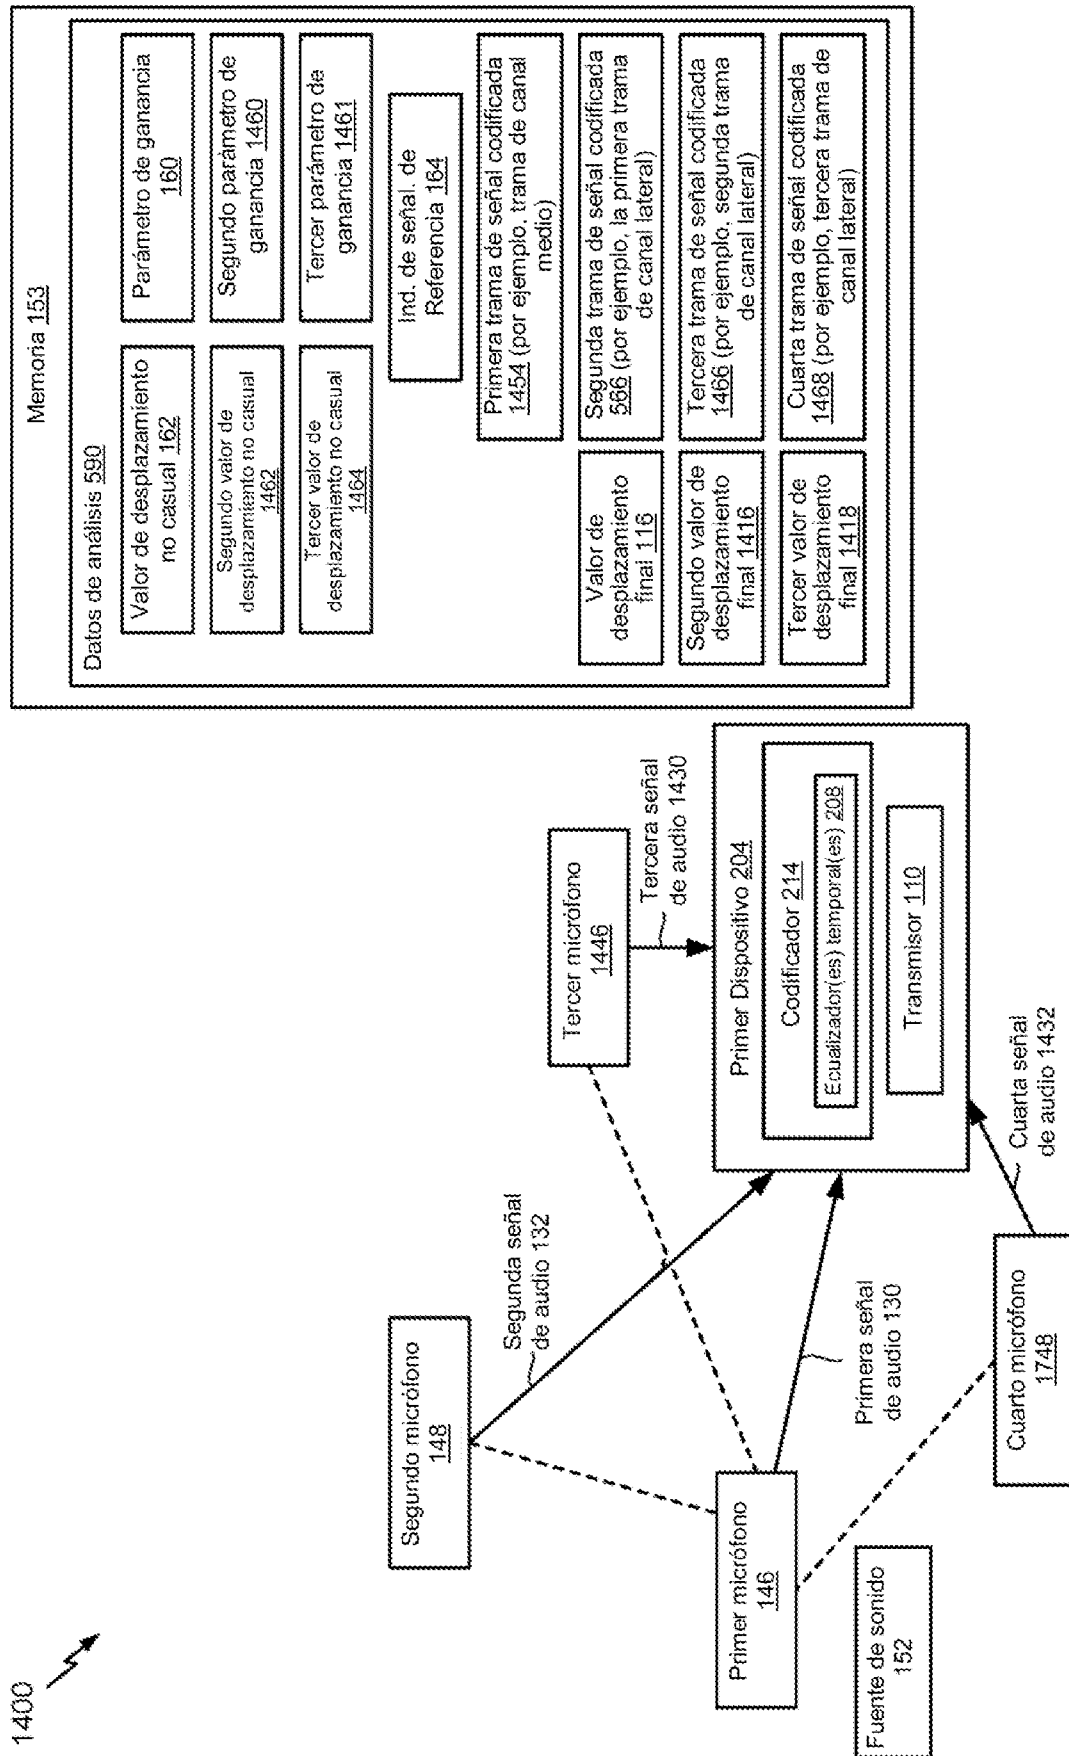 1400
Segundo micrófono
148
Segunda señal
de audio 132
Primer micrófono
146
Primera señal
de audio 130
Fuente de sonido
152
Cuarto micrófono
1748
Cuarta señal
de audio 1432
Tercer micrófono
1446
Tercera señal
de audio 1430
Primer Dispositivo 204
Codificador 214
Ecualizador(es) temporal(es) 208
Transmisor 110
Memoria 153
Datos de análisis 590
Valor de desplazamiento
no casual 162
Parámetro de ganancia
160
Segundo valor de
desplazamiento no casual
1462
Segundo parámetro de
ganancia 1460
Tercer valor de
desplazamiento no casual
1464
Tercer parámetro de
ganancia 1461
Ind. de señal. de
Referencia 164
Primera trama de señal codificada
1454 (por ejemplo, trama de canal
medio)
Valor de
desplazamiento
final 116
Segunda trama de señal codificada
566 (por ejemplo, la primera trama
de canal lateral)
Segundo valor de
desplazamiento
final 1416
Tercera trama de señal codificada
1466 (por ejemplo, segunda trama
de canal lateral)
Tercer valor de
desplazamiento
final 1418
Cuarta trama de señal codificada
1468 (por ejemplo, tercera trama de
canal lateral)